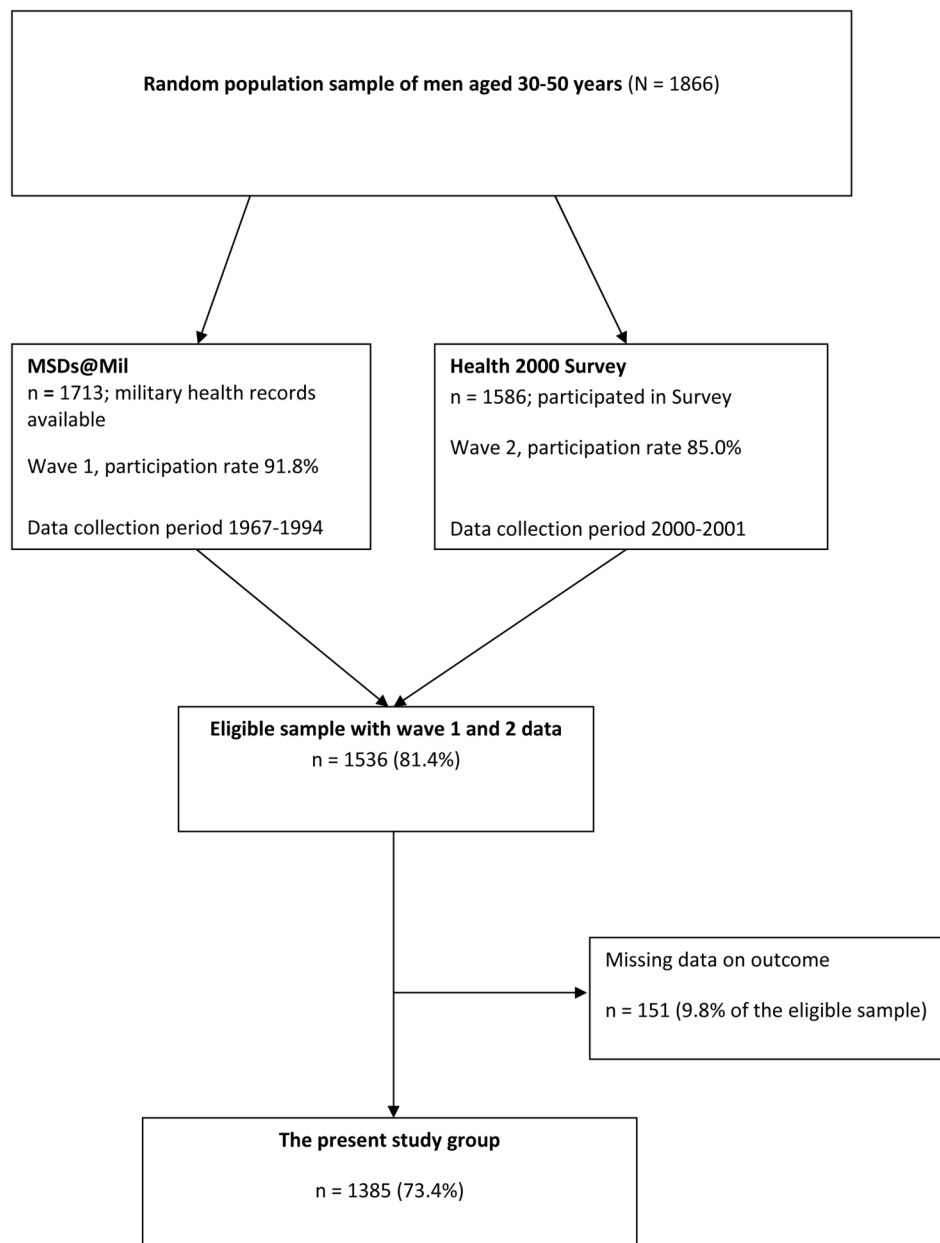 Random population sample of men aged 30-50 years (N = 1866)
MSDs@Mil
n = 1713; military health records
available
Wave 1, participation rate 91.8%
Data collection period 1967-1994
Health 2000 Survey
n = 1586; participated in Survey
Wave 2, participation rate 85.0%
Data collection period 2000-2001
Eligible sample with wave 1 and 2 data
n = 1536 (81.4%)
Missing data on outcome
n = 151 (9.8% of the eligible sample)
The present study group
n = 1385 (73.4%)